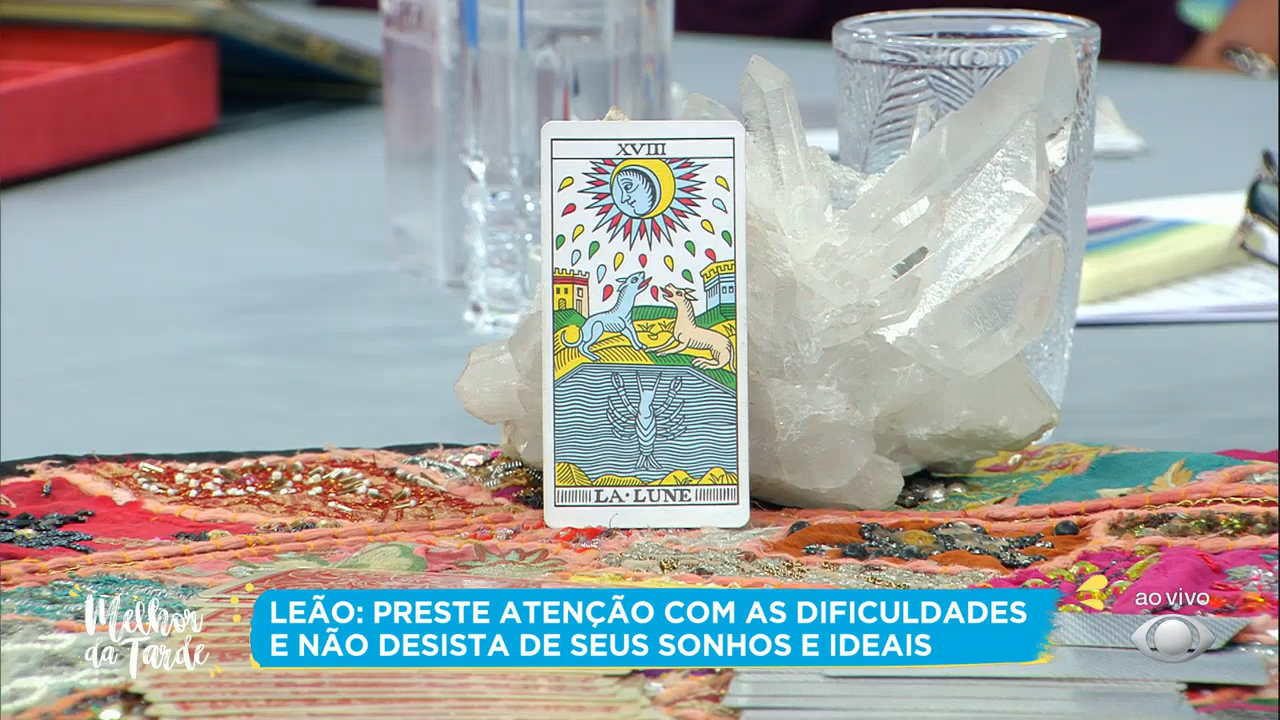 XVIII
LA·LUNE
Melhor
da Tarde
LEÃO: PRESTE ATENÇÃO COM AS DIFICULDADES
E NÃO DESISTA DE SEUS SONHOS E IDEAIS
ao vivo